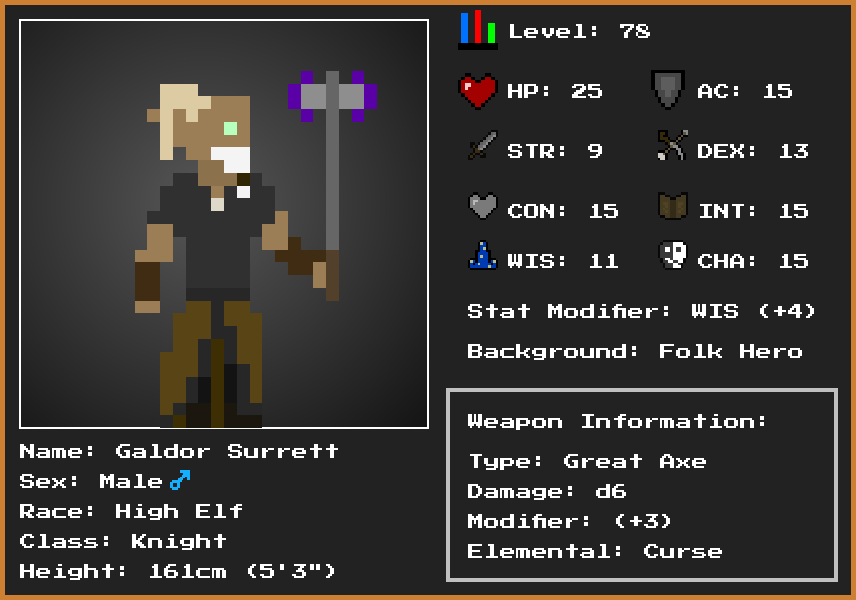 Level: 78
HP: 25
AC: 15
STR: 9
DEX: 13
CON: 15
INT: 15
WIS: 11
CHA: 15
Stat Modifier: WIS (+4)
Background: Folk Hero
Weapon Information:
Type: Great Axe
Damage: d6
Modifier: (+3)
Elemental: Curse
Name: Galdor Surrett
Sex: Male♂
Race: High Elf
Class: Knight
Height: 161cm (5'3")